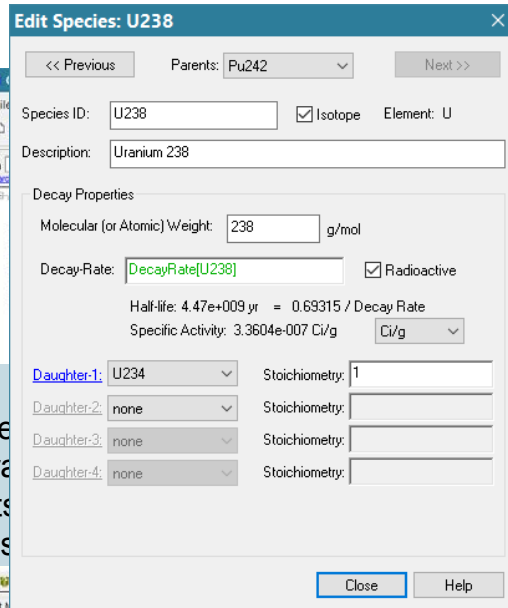 Edit Species: U238
<< Previous Parents: Pu242 Next >>
Species ID: U238 Isotope Element: U
Description: Uranium 238
Decay Properties
Molecular (or Atomic) Weight: 238 g/mol
Decay-Rate: DecayRate[U238] Radioactive
Half-life: 4.47e+009 yr = 0.69315 / Decay Rate
Specific Activity: 3.3604e-007 Ci/g Ci/g
Daughter-1: U234 Stoichiometry: 1
Daughter-2: none Stoichiometry:
Daughter-3: none Stoichiometry:
Daughter-4: none Stoichiometry:
Close Help